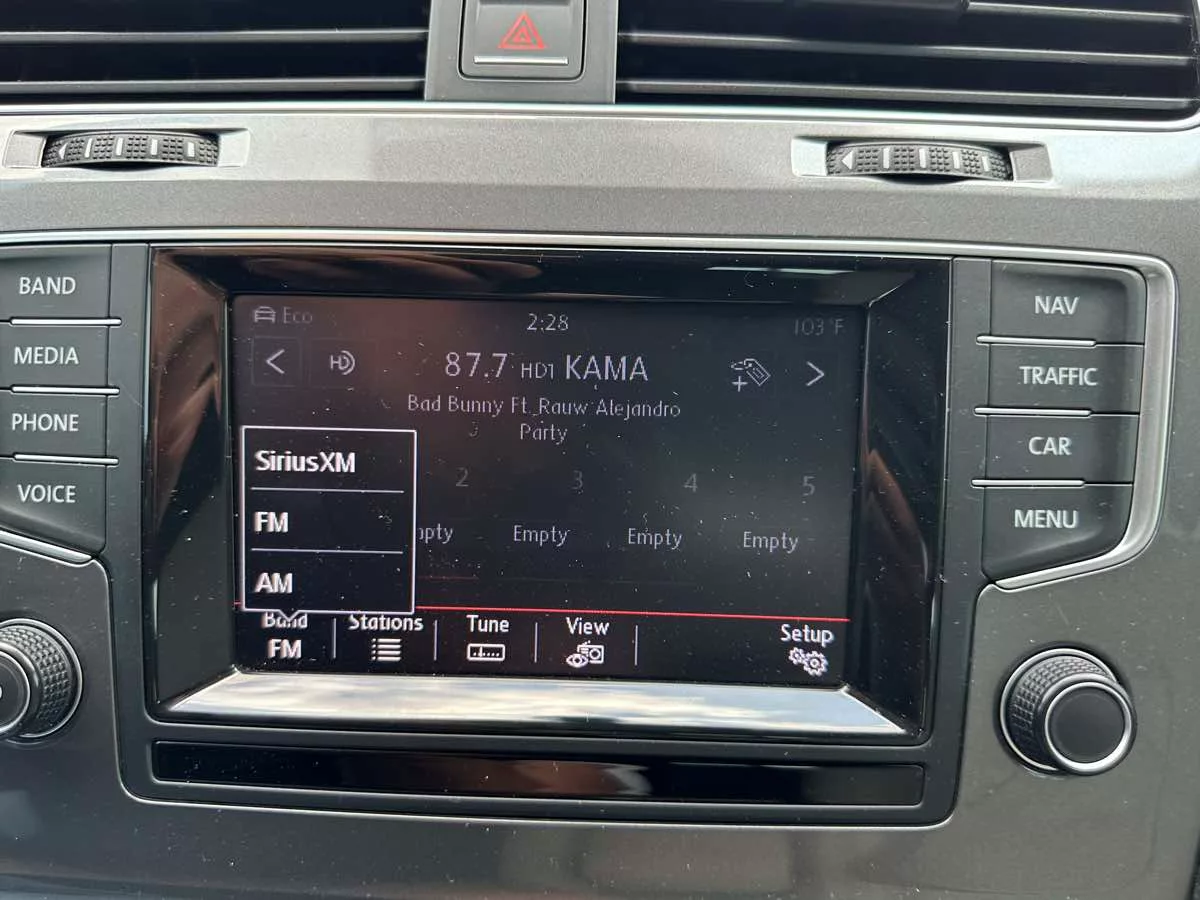 BAND
MEDIA
PHONE
VOICE
Eco
2:28
103°F
< HD 87.7 HD1 KAMA >
Bad Bunny Ft. Rauw Alejandro
Party
2 3 4 5
pty Empty Empty Empty
SiriusXM
FM
AM
Band Stations Tune View Setup
FM
NAV
TRAFFIC
CAR
MENU